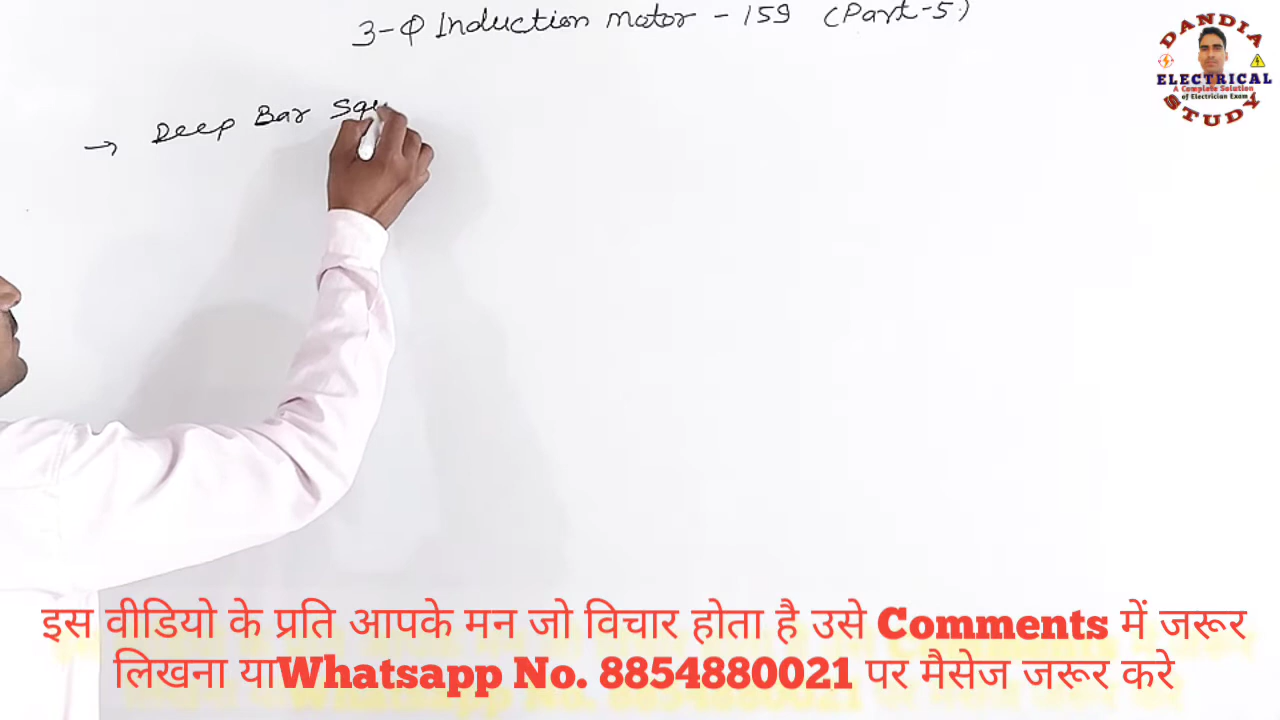 3-Φ Induction motor - 159 (Part-5)
DANDIA
ELECTRICAL
A Complete Solution
of Electrician Exam
STUDY
→ Deep Bar Squ
इस वीडियो के प्रति आपके मन जो विचार होता है उसे Comments में जरूर
लिखना याWhatsapp No. 8854880021 पर मैसेज जरूर करे